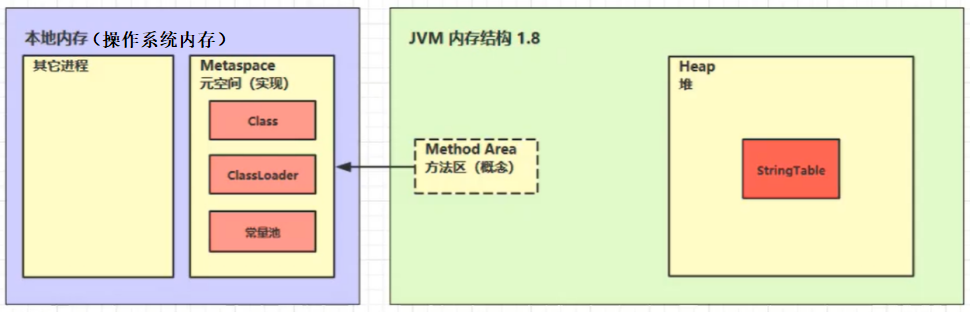 本地内存（操作系统内存）
其它进程
Metaspace
元空间（实现）
Class
ClassLoader
常量池
JVM 内存结构 1.8
Method Area
方法区（概念）
Heap
堆
StringTable